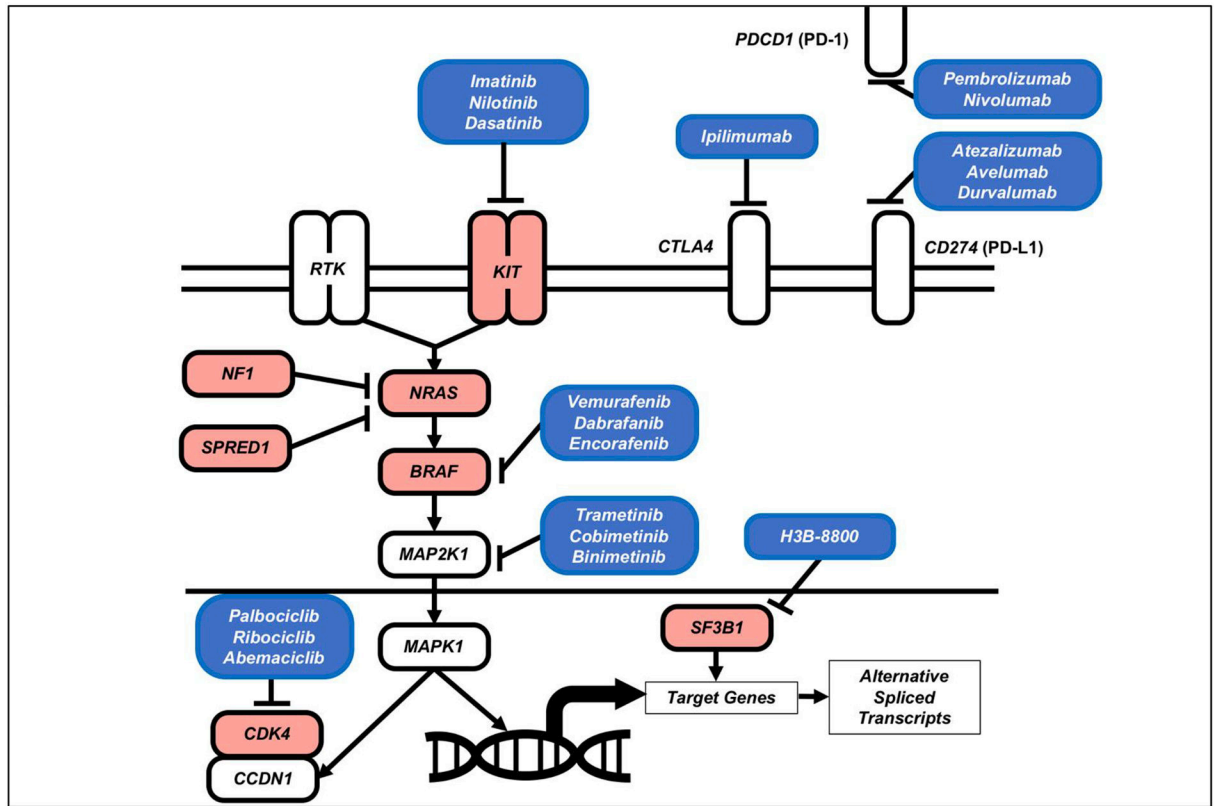 PDCD1 (PD-1)
Imatinib
Nilotinib
Dasatinib
Pembrolizumab
Nivolumab
Ipilimumab
Atezalizumab
Avelumab
Durvalumab
RTK
KIT
CTLA4
CD274 (PD-L1)
NF1
NRAS
SPRED1
Vemurafenib
Dabrafanib
Encorafenib
BRAF
MAP2K1
Trametinib
Cobimetinib
Binimetinib
H3B-8800
Palbociclib
Ribociclib
Abemaciclib
MAPK1
SF3B1
Target Genes
Alternative
Spliced
Transcripts
CDK4
CCDN1